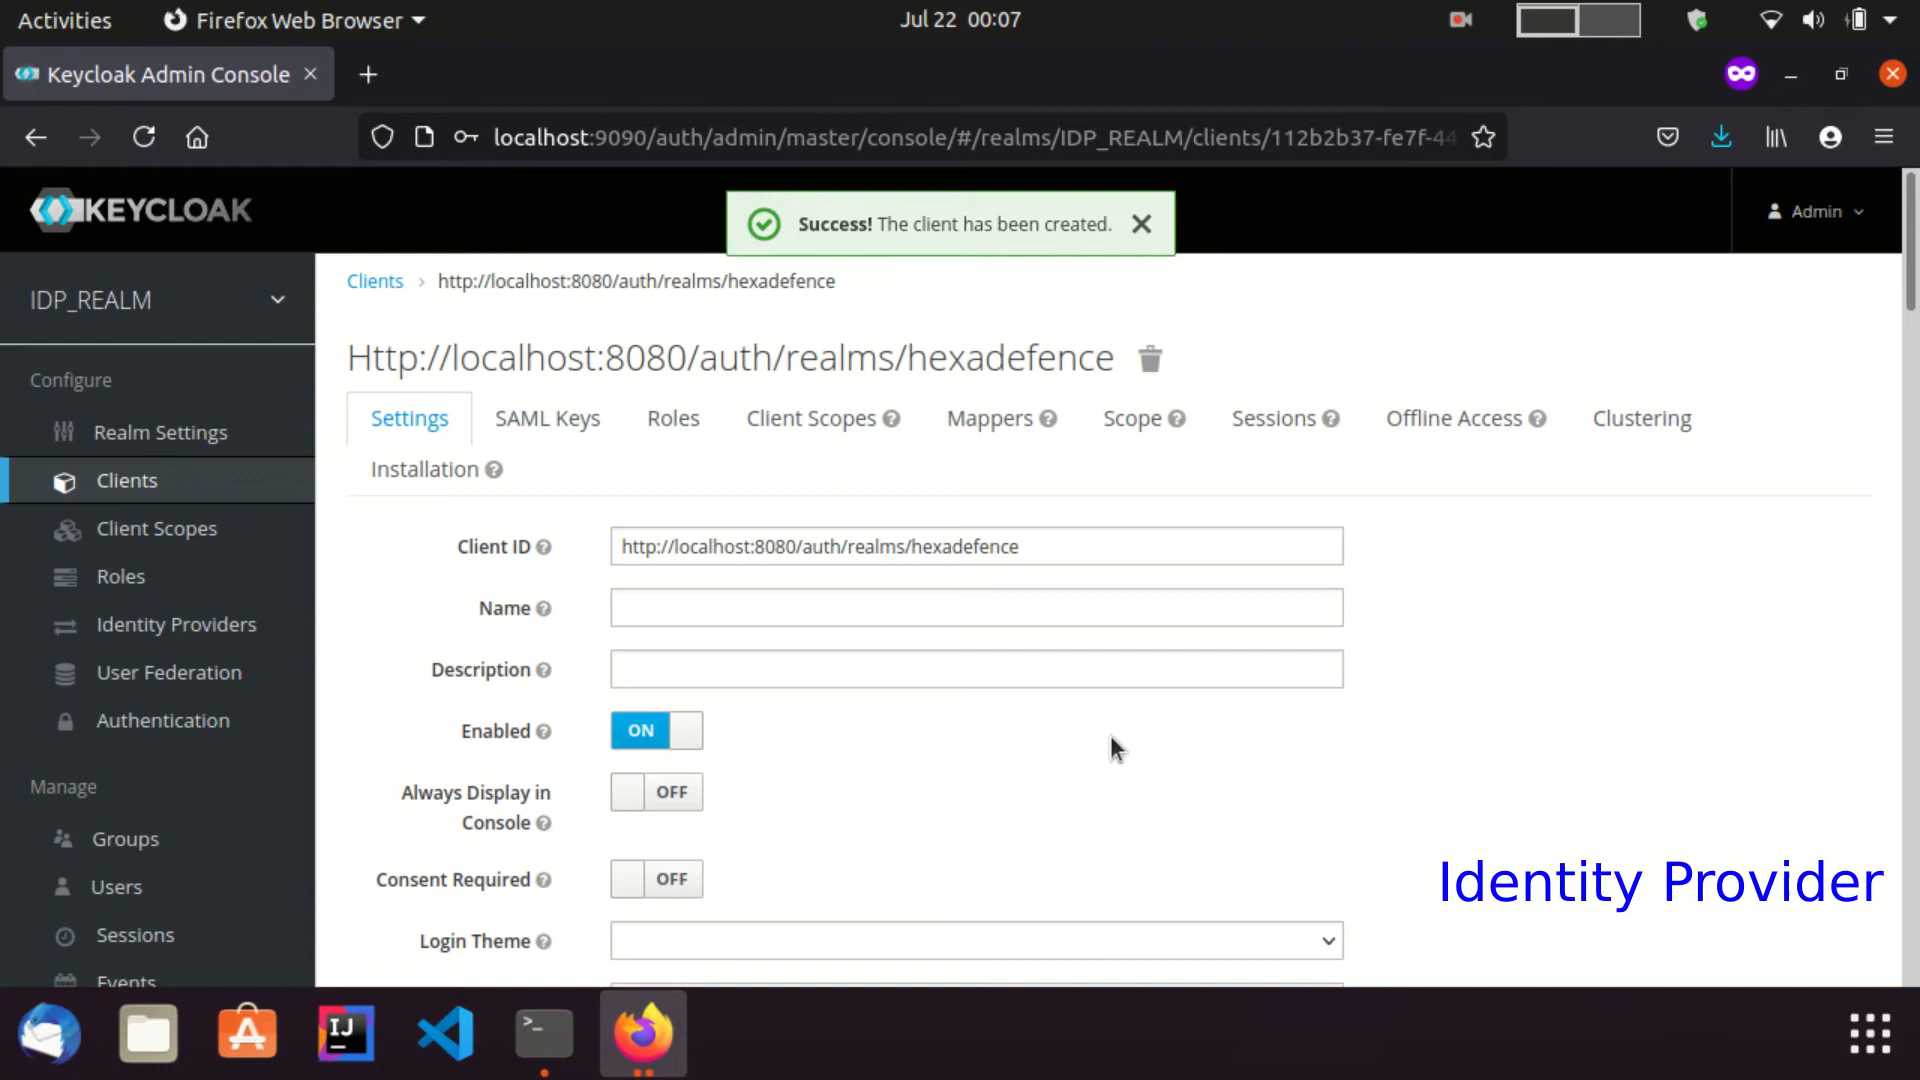 Activities
Firefox Web Browser
Jul 22 00:07
Keycloak Admin Console
localhost:9090/auth/admin/master/console/#/realms/IDP_REALM/clients/112b2b37-fe7f-44
KEYCLOAK
Success! The client has been created.
Admin
IDP_REALM
Clients > http://localhost:8080/auth/realms/hexadefence
Http://localhost:8080/auth/realms/hexadefence
Configure
Realm Settings
Clients
Client Scopes
Roles
Identity Providers
User Federation
Authentication
Manage
Groups
Users
Sessions
Events
Settings SAML Keys Roles Client Scopes Mappers Scope Sessions Offline Access Clustering
Installation
Client ID http://localhost:8080/auth/realms/hexadefence
Name
Description
Enabled ON
Always Display in
Console OFF
Consent Required OFF
Login Theme
Identity Provider